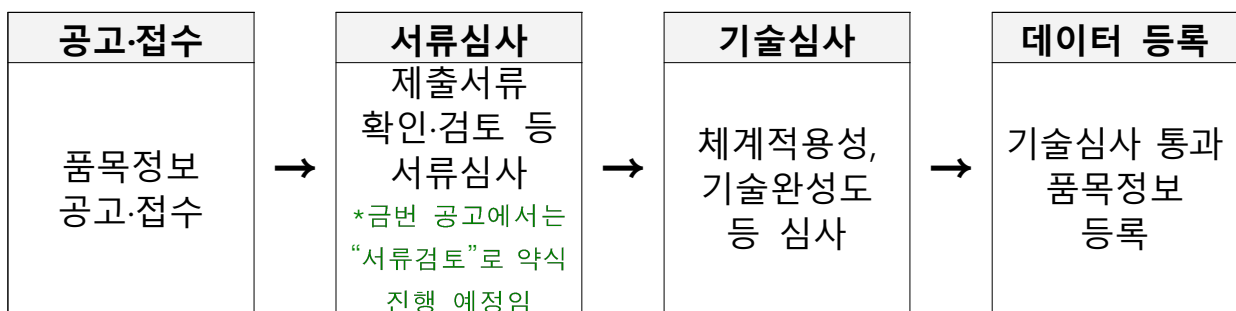 공고·접수
품목정보
공고·접수
→
서류심사
제출서류
확인·검토 등
서류심사
*금번 공고에서는
“서류검토”로 약식
진행 예정임
→
기술심사
체계적용성,
기술완성도
등 심사
→
데이터 등록
기술심사 통과
품목정보
등록